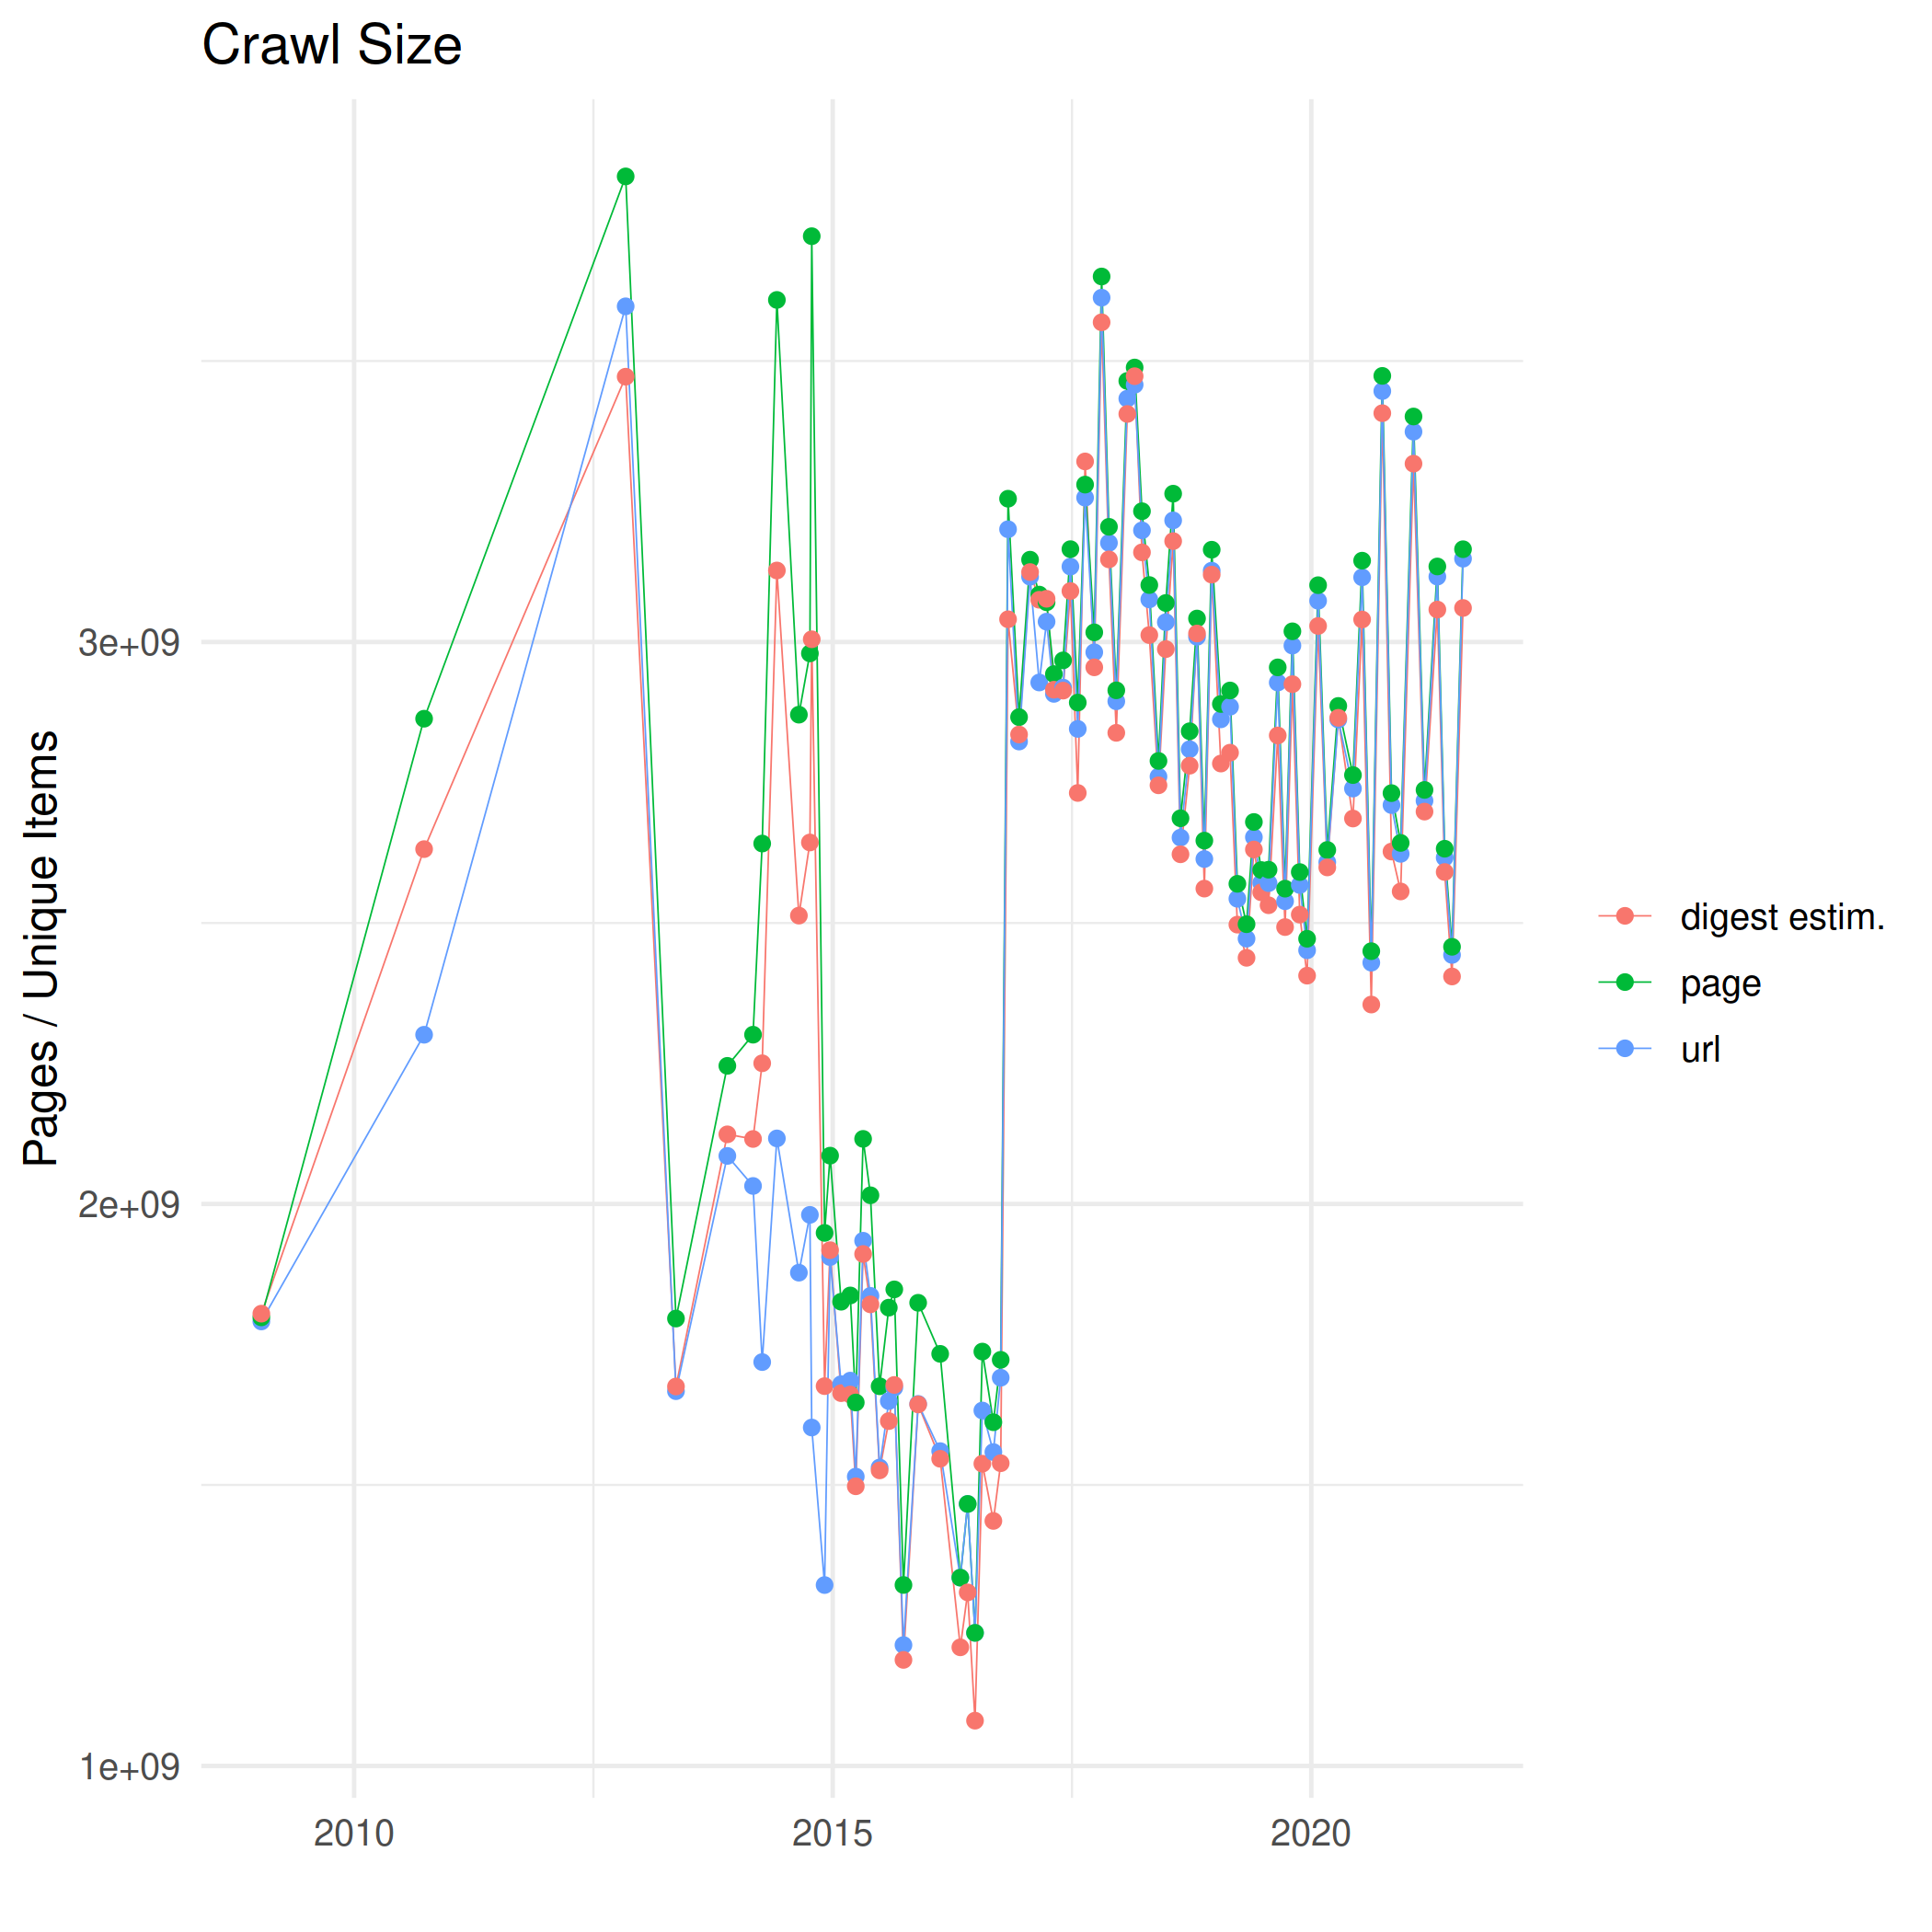 Crawl Size
Pages / Unique Items
3e+09
2e+09
1e+09
2010
2015
2020
digest estim.
page
url